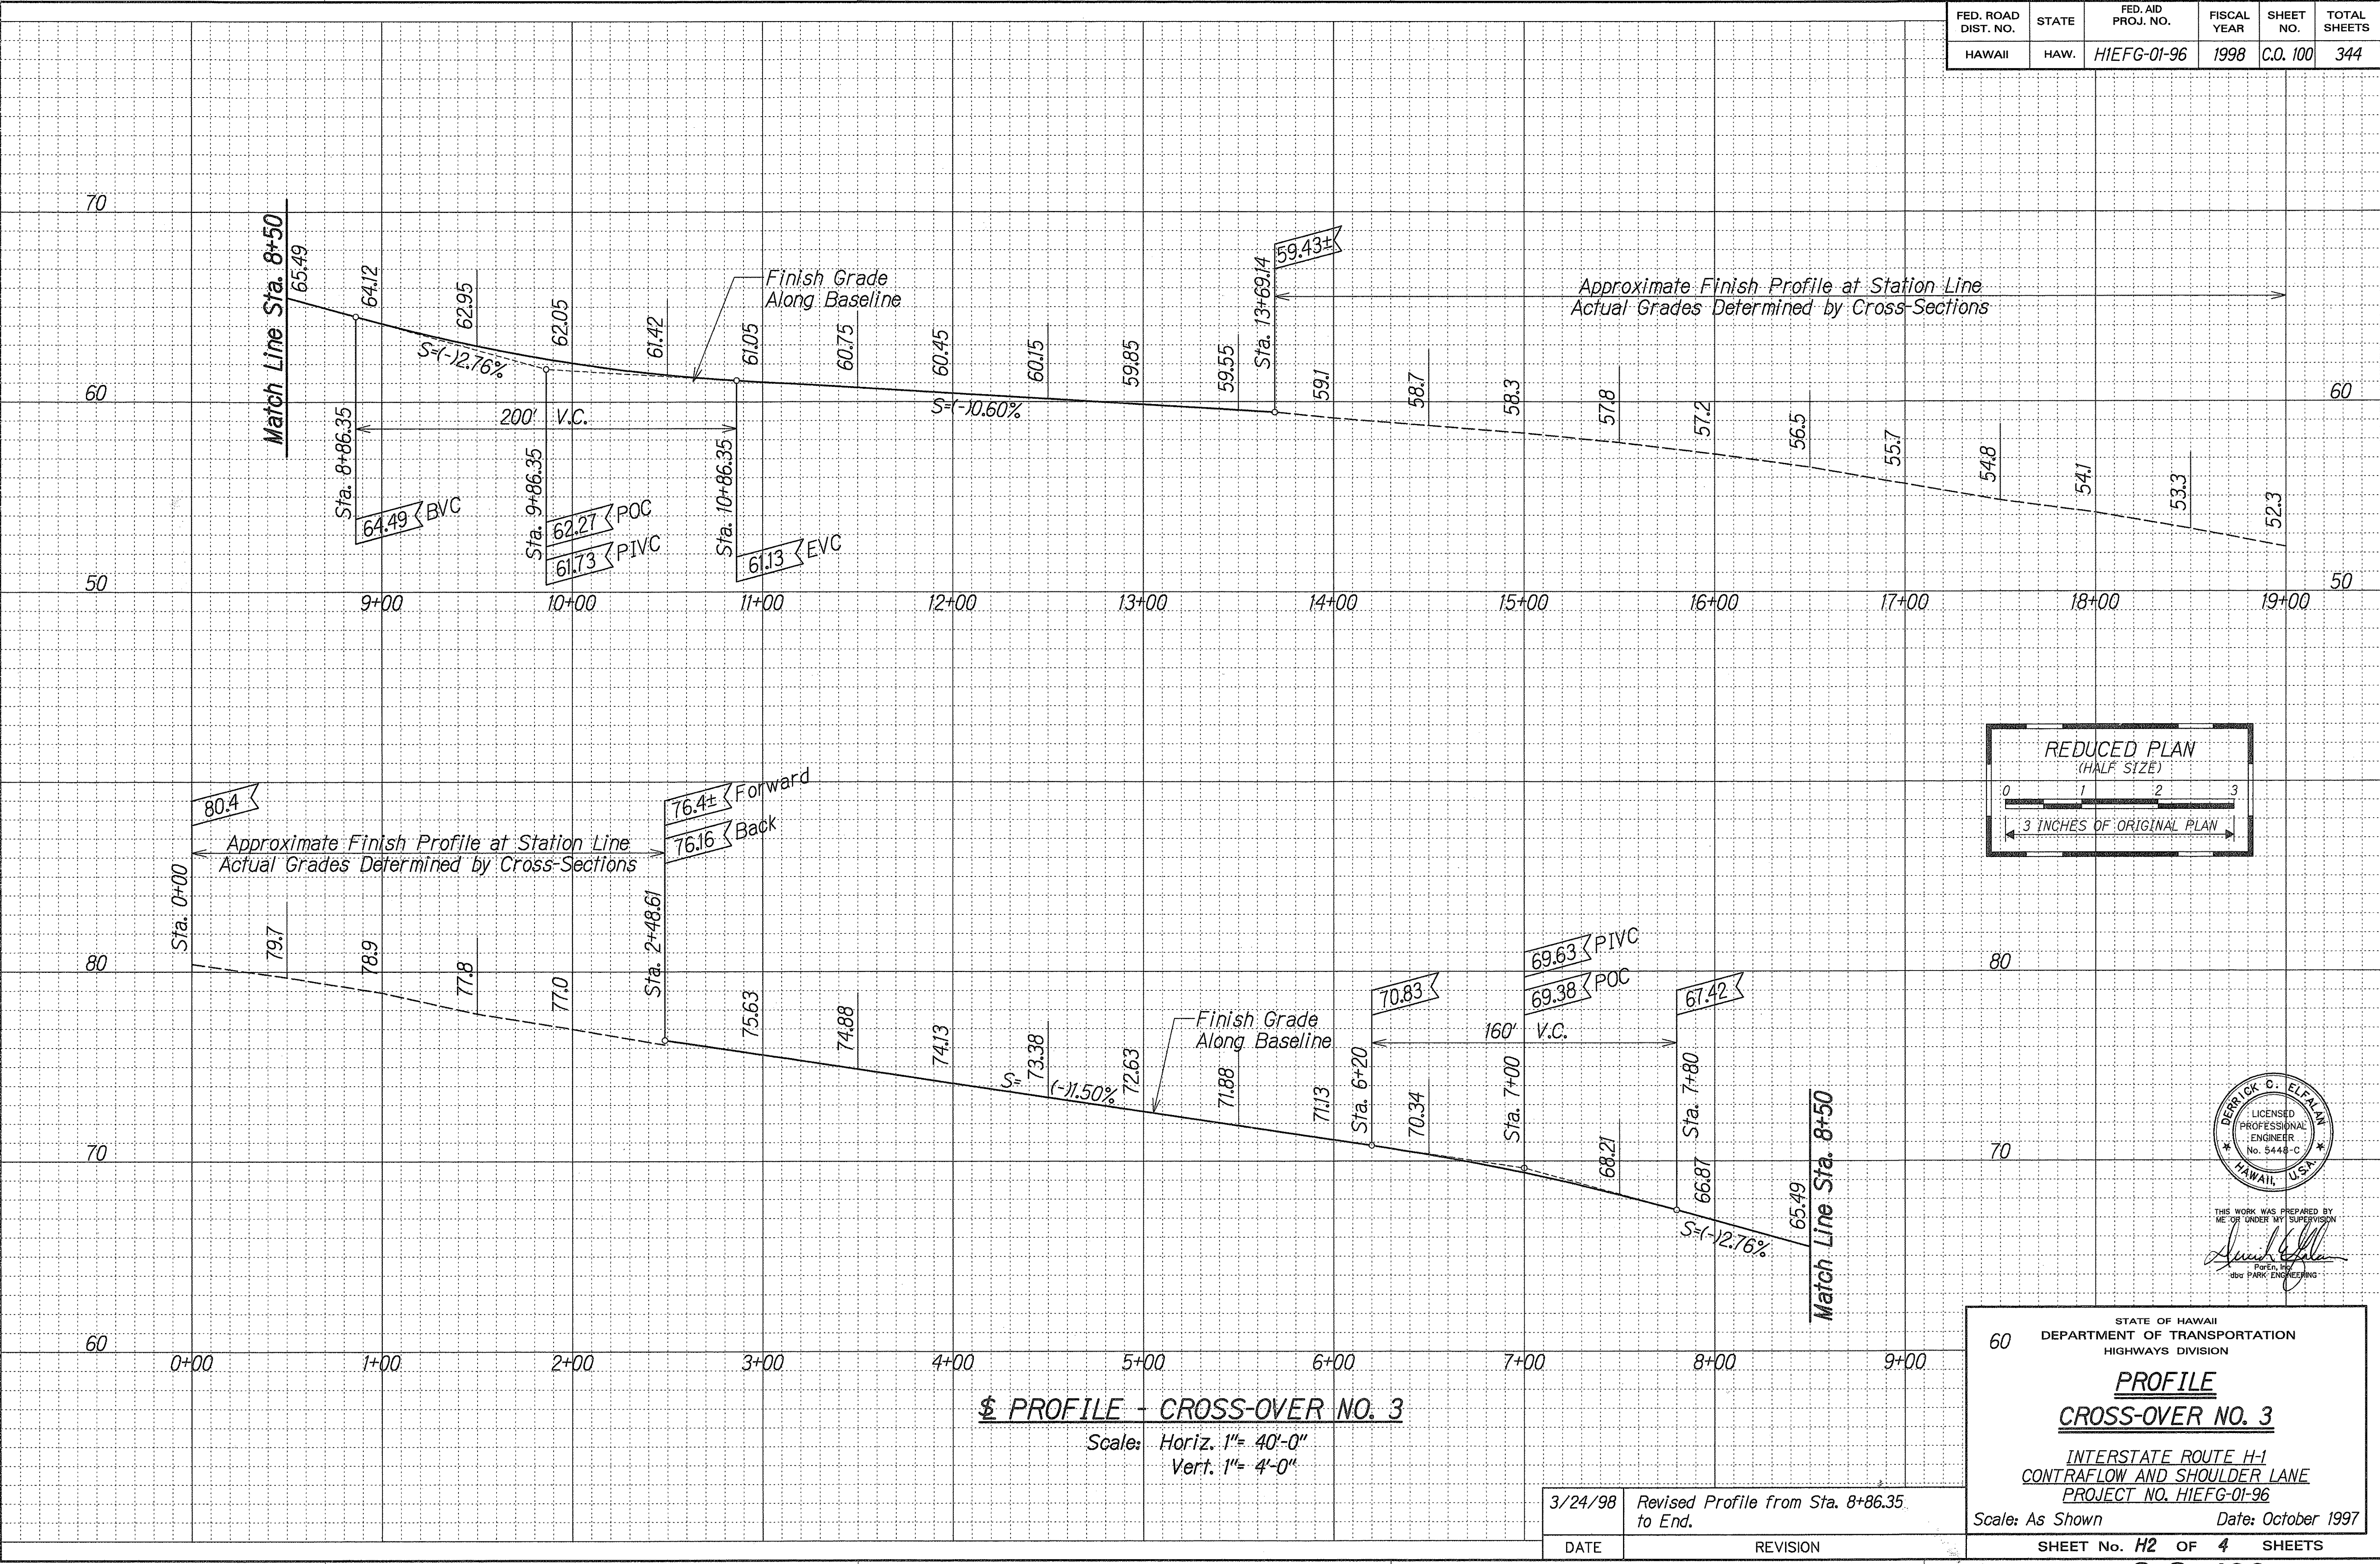 FED. ROAD DIST. NO.
STATE
FED. AID PROJ. NO.
FISCAL YEAR
SHEET NO.
TOTAL SHEETS
HAWAII
HAW.
H1EFG-01-96
1998
C.O. 100
344
70
60
50
60
50
Match Line Sta. 8+50
65.49
64.12
62.95
62.05
61.42
61.05
60.75
60.45
60.15
59.85
59.55
Sta. 13+69.14
59.43±
59.1
58.7
58.3
57.8
57.2
56.5
55.7
54.8
54.1
53.3
52.3
Finish Grade
Along Baseline
Approximate Finish Profile at Station Line
Actual Grades Determined by Cross-Sections
S=(-)2.76%
S=(-)0.60%
200' V.C.
Sta. 8+86.35
64.49 BVC
Sta. 9+86.35
62.27 POC
61.73 PIVC
Sta. 10+86.35
61.13 EVC
9+00
10+00
11+00
12+00
13+00
14+00
15+00
16+00
17+00
18+00
19+00
REDUCED PLAN
(HALF SIZE)
0 1 2 3
3 INCHES OF ORIGINAL PLAN
80.4
Approximate Finish Profile at Station Line
Actual Grades Determined by Cross-Sections
76.4± Forward
76.16 Back
Sta. 0+00
79.7
78.9
77.8
77.0
Sta. 2+48.61
75.63
74.88
74.13
73.38
72.63
71.88
71.13
Sta. 6+20
70.34
Sta. 7+00
68.21
Sta. 7+80
66.87
65.49
Match Line Sta. 8+50
S= (-)1.50%
Finish Grade
Along Baseline
70.83
69.63 PIVC
69.38 POC
67.42
160' V.C.
S=(-)2.76%
80
70
60
80
70
60
0+00
1+00
2+00
3+00
4+00
5+00
6+00
7+00
8+00
9+00
DERRICK C. ELFALAN
LICENSED
PROFESSIONAL
ENGINEER
No. 5448-C
HAWAII, U.S.A.
THIS WORK WAS PREPARED BY
ME OR UNDER MY SUPERVISION
ParEn, Inc.
dba PARK ENGINEERING
℄ PROFILE - CROSS-OVER NO. 3
Scale: Horiz. 1"= 40'-0"
Vert. 1"= 4'-0"
3/24/98
Revised Profile from Sta. 8+86.35
to End.
DATE
REVISION
STATE OF HAWAII
DEPARTMENT OF TRANSPORTATION
HIGHWAYS DIVISION
PROFILE
CROSS-OVER NO. 3
INTERSTATE ROUTE H-1
CONTRAFLOW AND SHOULDER LANE
PROJECT NO. H1EFG-01-96
Scale: As Shown
Date: October 1997
SHEET No. H2 OF 4 SHEETS